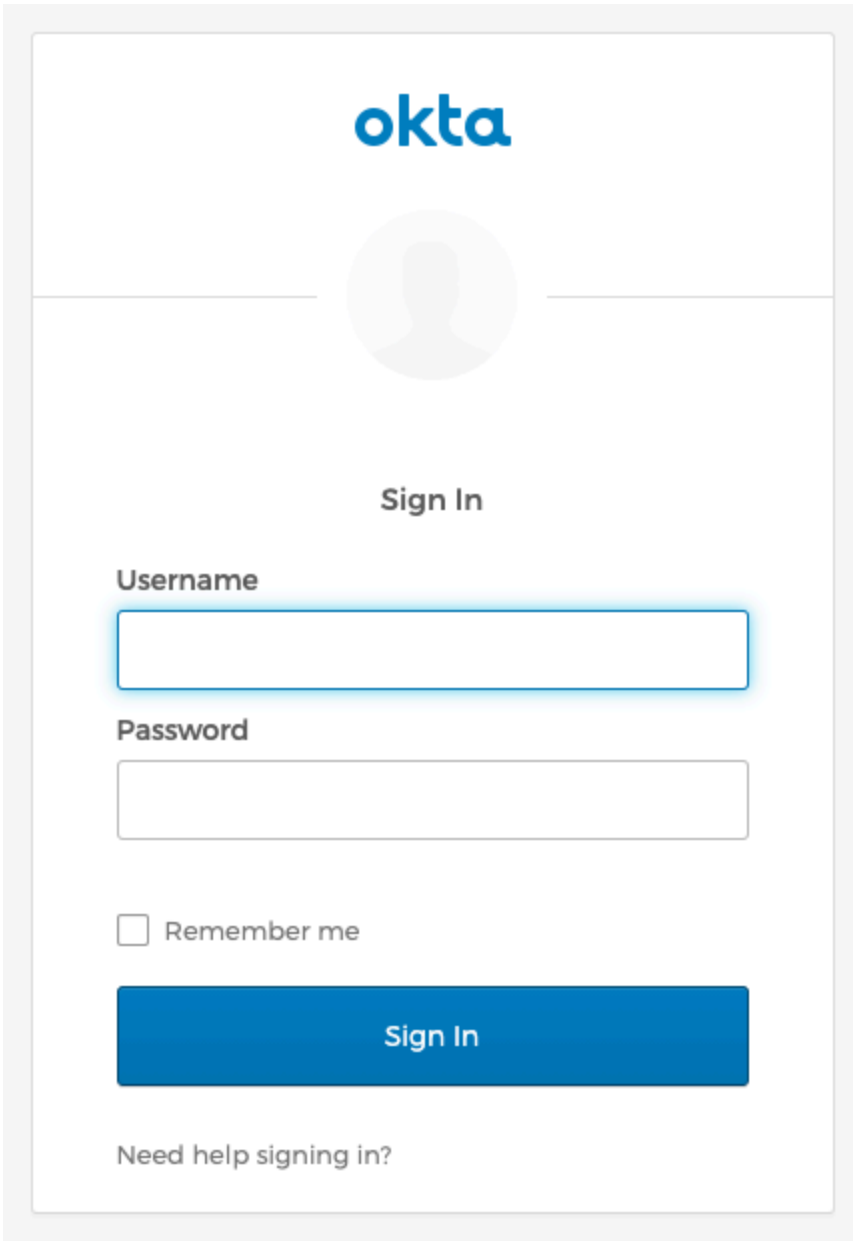 okta
Sign In
Username
Password
Remember me
Sign In
Need help signing in?